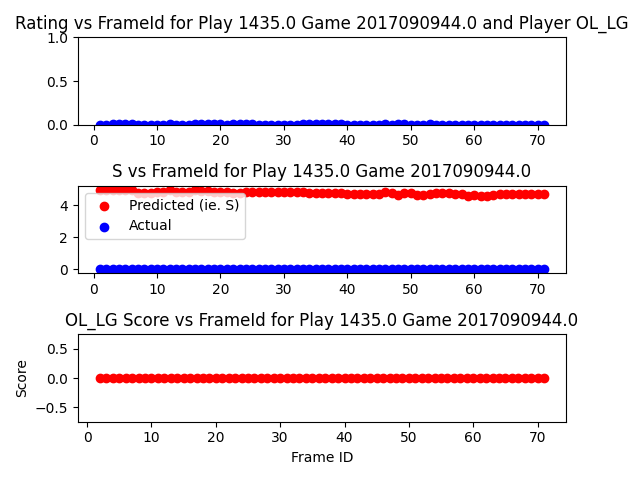 Rating vs FrameId for Play 1435.0 Game 2017090944.0 and Player OL_LG
1.0
0.5
0.0
0 10 20 30 40 50 60 70
S vs FrameId for Play 1435.0 Game 2017090944.0
4
2
0
Predicted (ie. S)
Actual
0 10 20 30 40 50 60 70
OL_LG Score vs FrameId for Play 1435.0 Game 2017090944.0
Score
0.5
0.0
−0.5
0 10 20 30 40 50 60 70
Frame ID